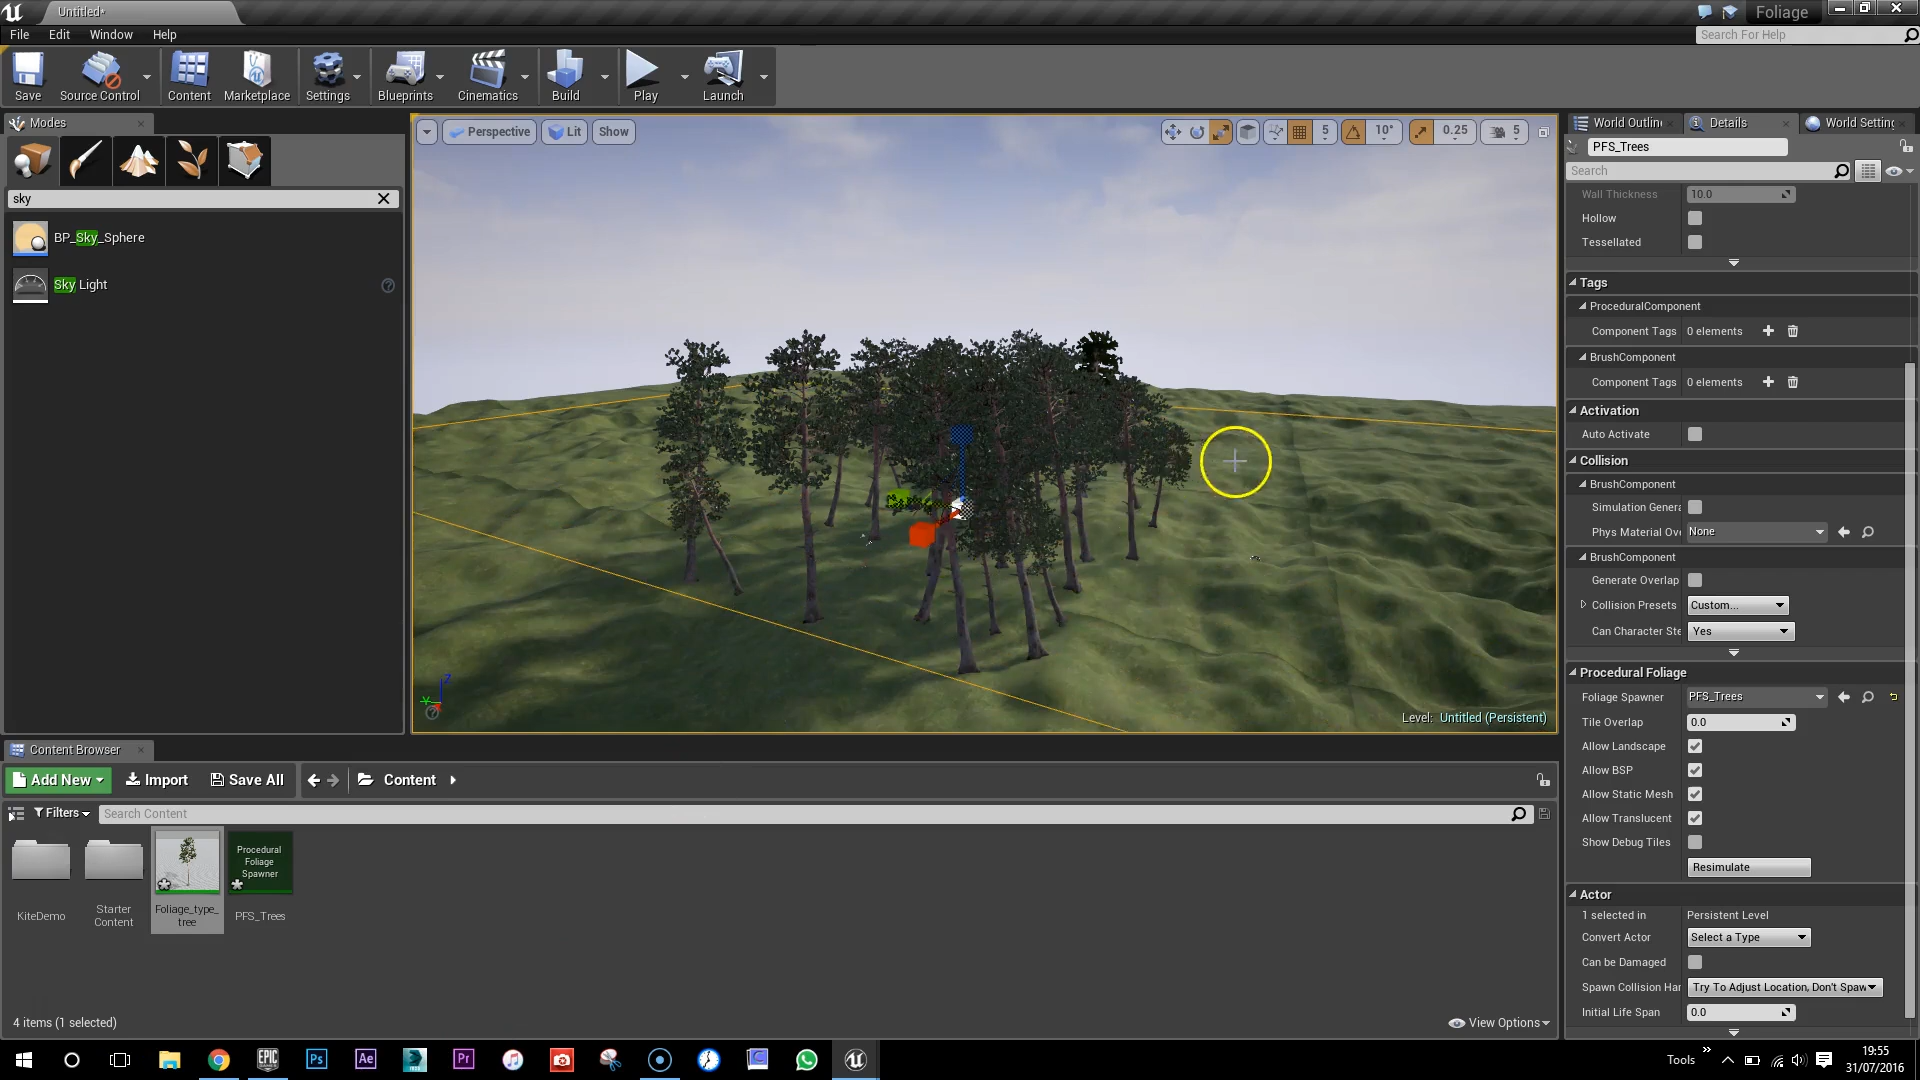 Untitled*
Foliage
File Edit Window Help
Search For Help
Save Source Control Content Marketplace Settings Blueprints Cinematics Build Play Launch
Modes
sky
BP_Sky_Sphere
Sky Light
Perspective Lit Show
5 10° 0.25 5
Level: Untitled (Persistent)
World Outlin Details World Setting
PFS_Trees
Search
Wall Thickness 10.0
Hollow
Tessellated
Tags
ProceduralComponent
Component Tags 0 elements
BrushComponent
Component Tags 0 elements
Activation
Auto Activate
Collision
BrushComponent
Simulation Genera
Phys Material Ove None
BrushComponent
Generate Overlap
Collision Presets Custom...
Can Character Ste Yes
Procedural Foliage
Foliage Spawner PFS_Trees
Tile Overlap 0.0
Allow Landscape
Allow BSP
Allow Static Mesh
Allow Translucent
Show Debug Tiles
Resimulate
Actor
1 selected in Persistent Level
Convert Actor Select a Type
Can be Damaged
Spawn Collision Han Try To Adjust Location, Don't Spaw
Initial Life Span 0.0
Content Browser
Add New Import Save All Content
Filters Search Content
KiteDemo
Starter
Content
Foliage_type_
tree
Procedural
Foliage
Spawner
PFS_Trees
4 items (1 selected)
View Options
EPIC
GAMES
Ps Ae Pr
Tools
19:55
31/07/2016